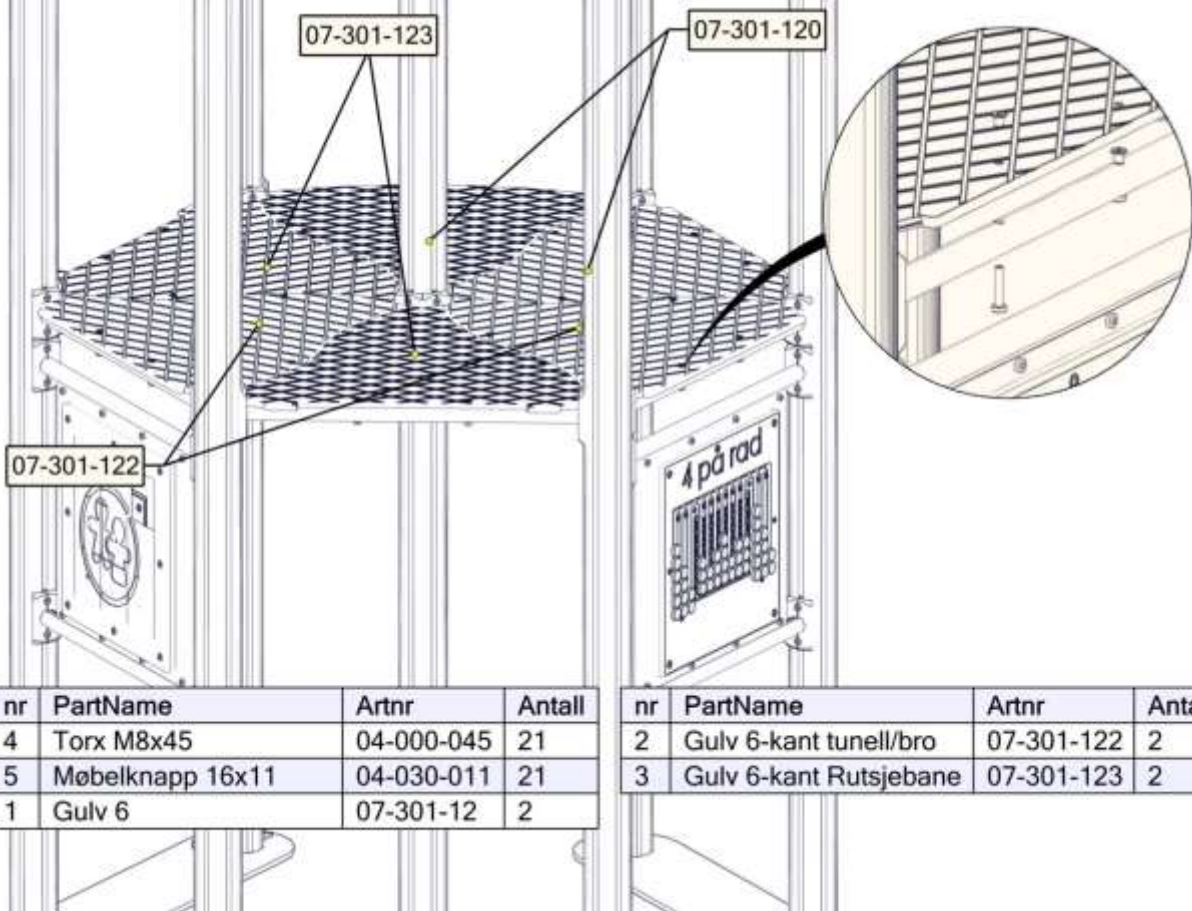 07-301-123
07-301-120
07-301-122
4 på rad
nr PartName Artnr Antall
4 Torx M8x45 04-000-045 21
5 Møbelknapp 16x11 04-030-011 21
1 Gulv 6 07-301-12 2
nr PartName Artnr Anta
2 Gulv 6-kant tunell/bro 07-301-122 2
3 Gulv 6-kant Rutsjebane 07-301-123 2